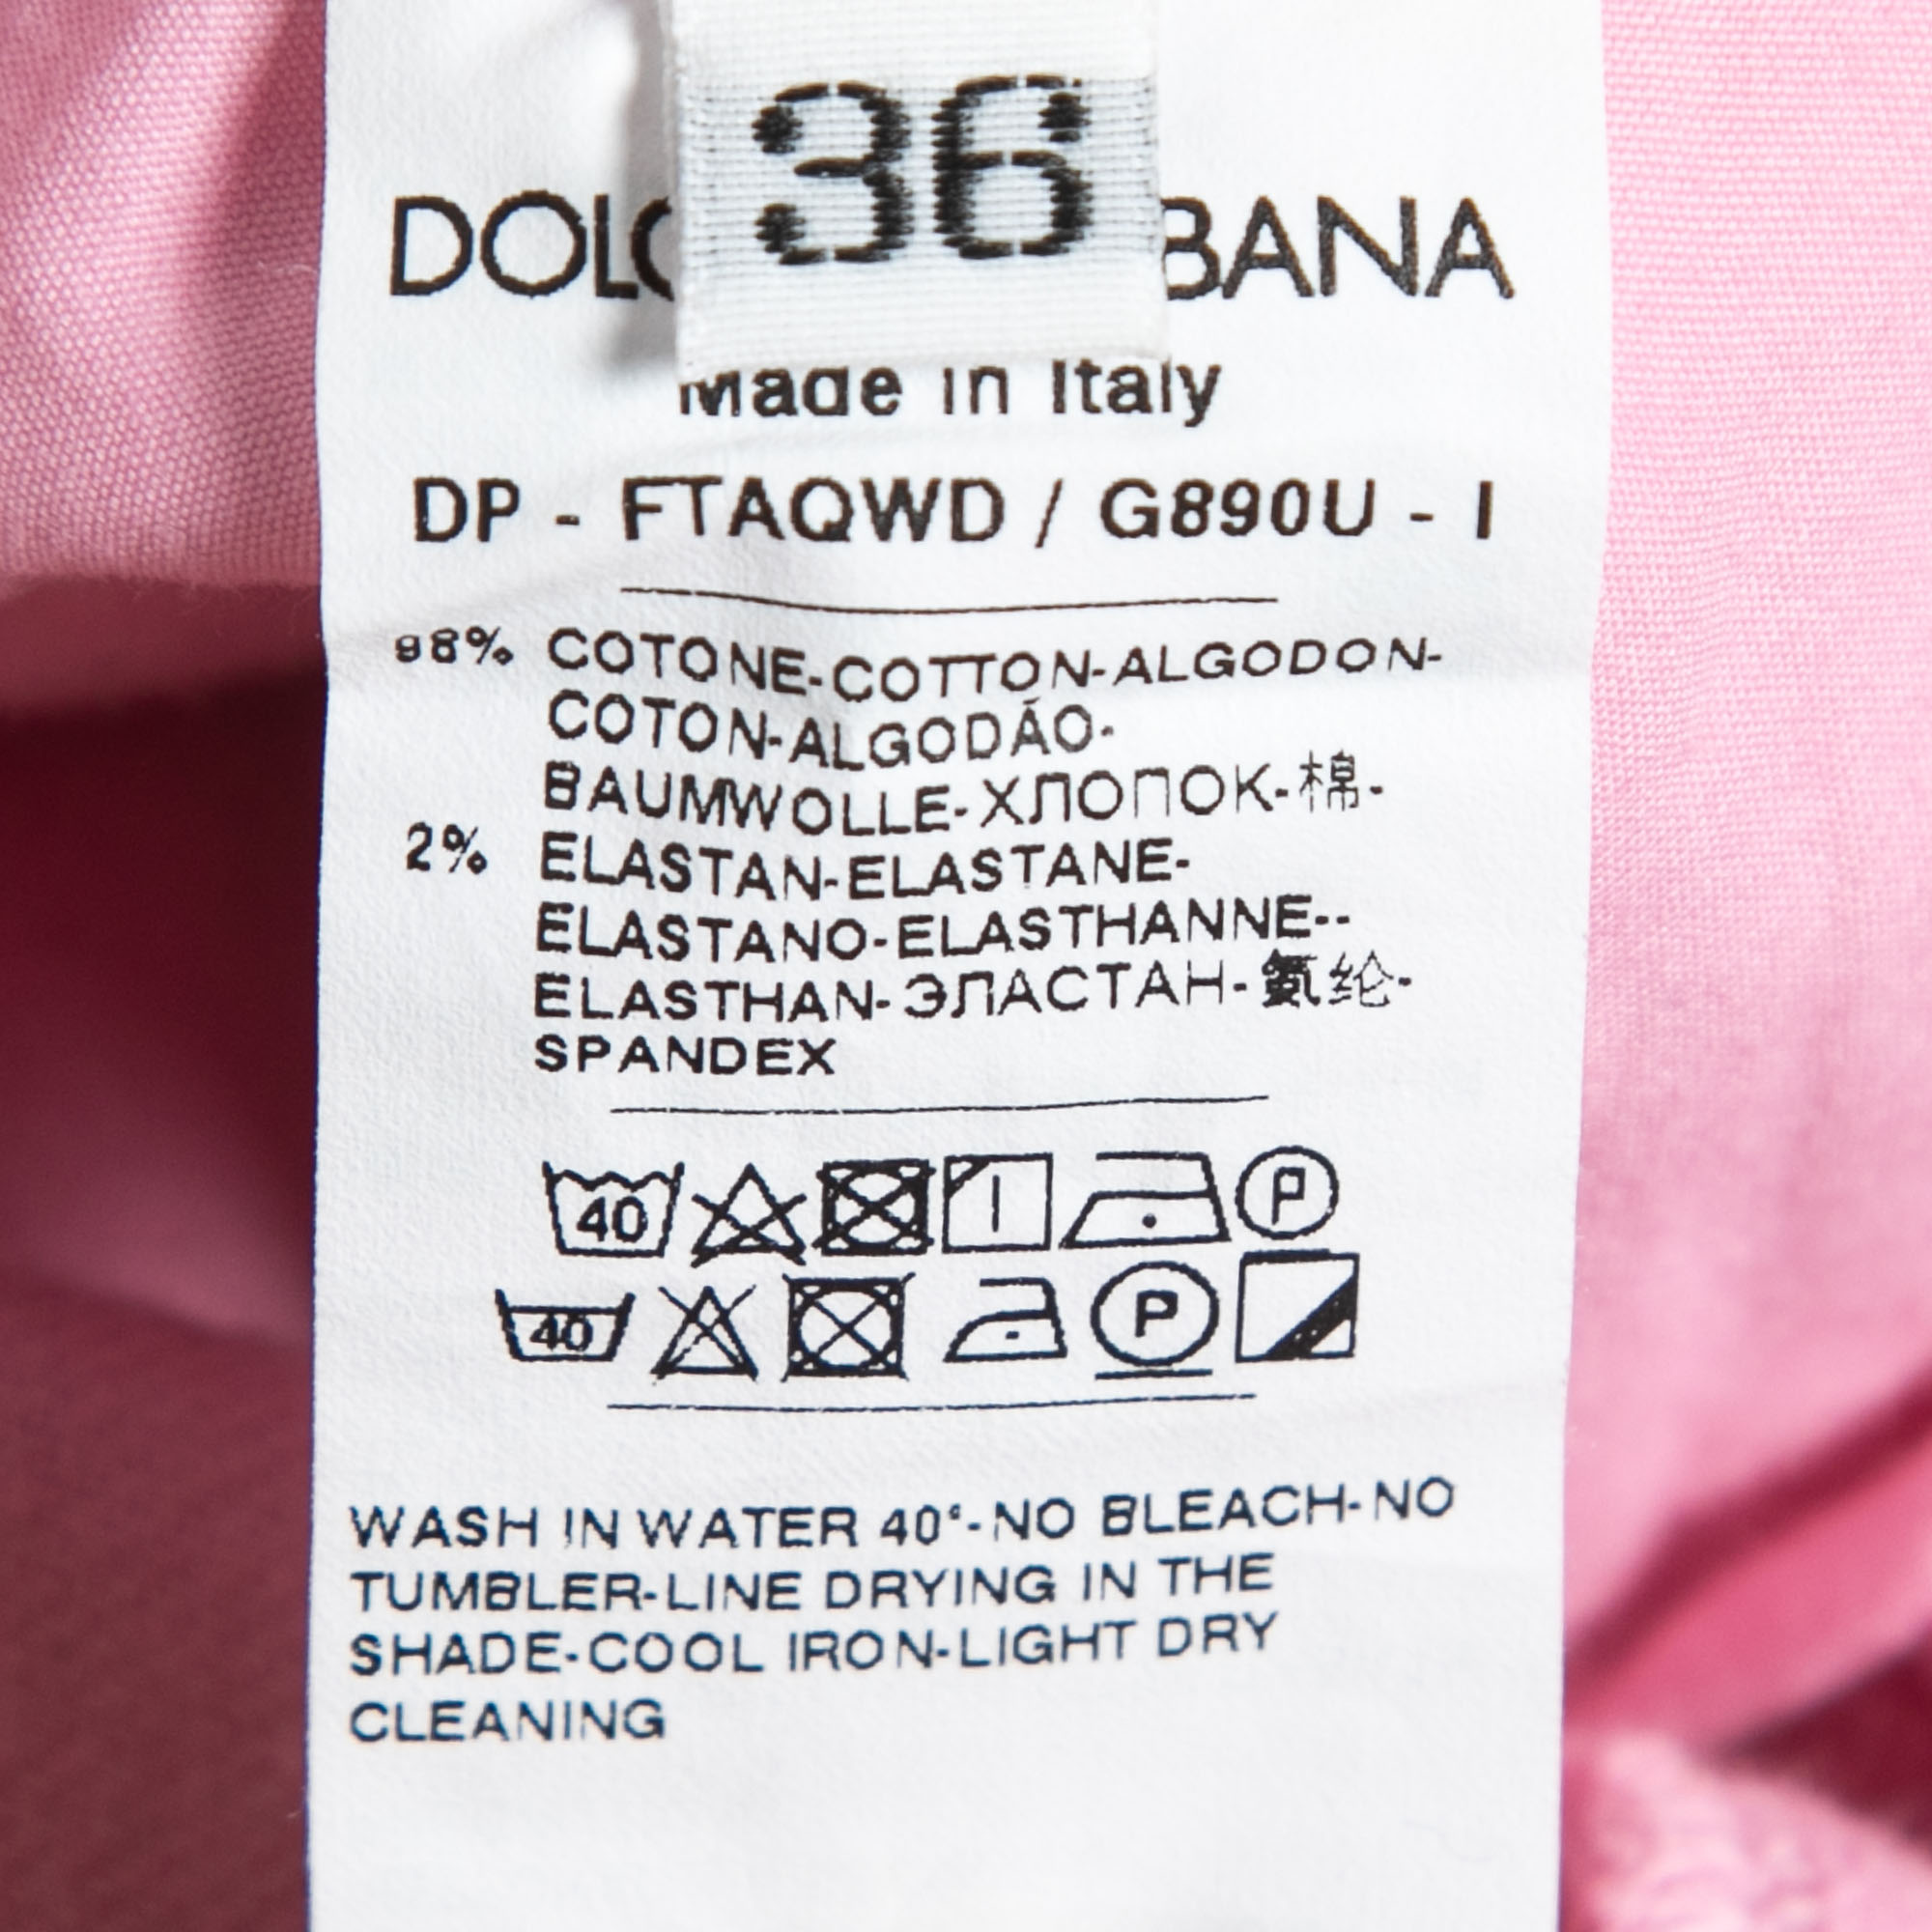 36
DOLC BANA
Made in Italy
DP - FTAQWD / G890U - I
98% COTONE-COTTON-ALGODON-
COTON-ALGODÃO-
BAUMWOLLE-ХЛОПОК-棉-
2% ELASTAN-ELASTANE-
ELASTANO-ELASTHANNE--
ELASTHAN-ЭЛАСТАН-氨纶-
SPANDEX
40 P
40 P
WASH IN WATER 40°-NO BLEACH-NO
TUMBLER-LINE DRYING IN THE
SHADE-COOL IRON-LIGHT DRY
CLEANING